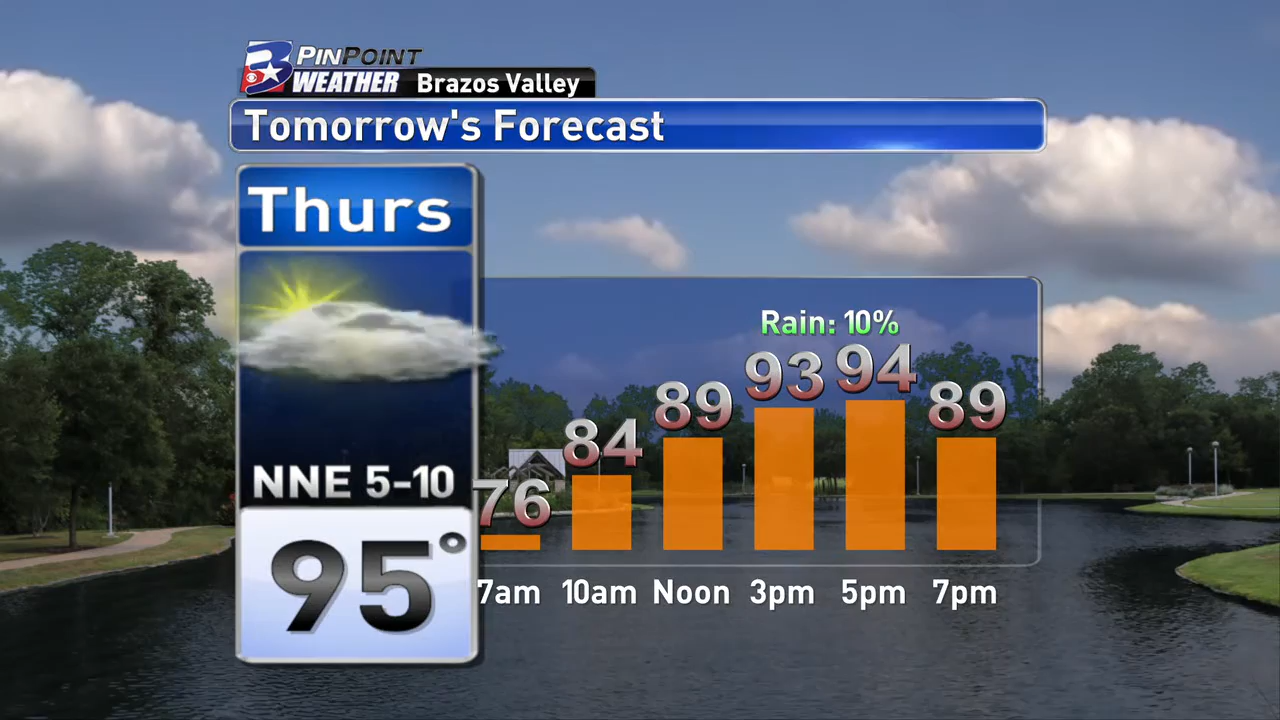 PINPOINT
WEATHER Brazos Valley
Tomorrow's Forecast
Thurs
NNE 5-10
95°
Rain: 10%
76 84 89 93 94 89
7am 10am Noon 3pm 5pm 7pm